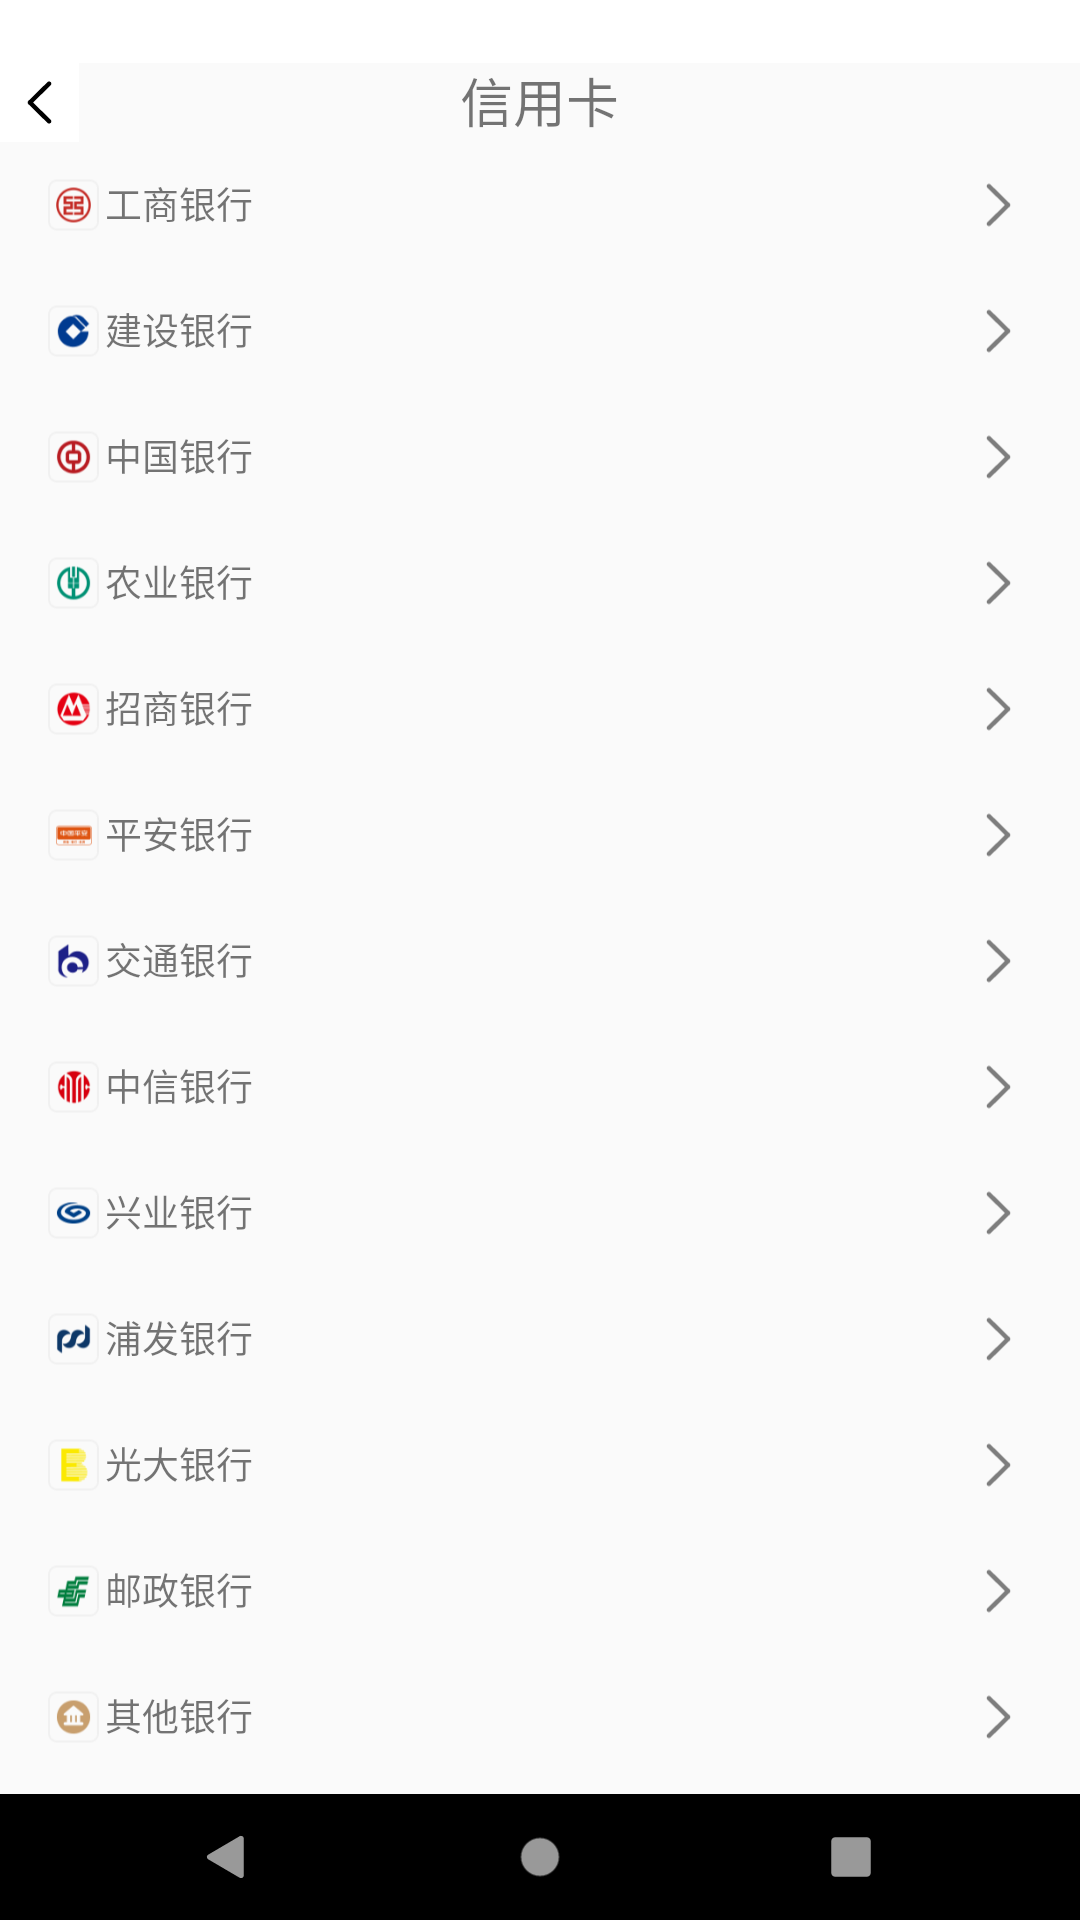 信用卡
工商银行
建设银行
中国银行
农业银行
招商银行
平安银行
交通银行
中信银行
兴业银行
浦发银行
光大银行
邮政银行
其他银行